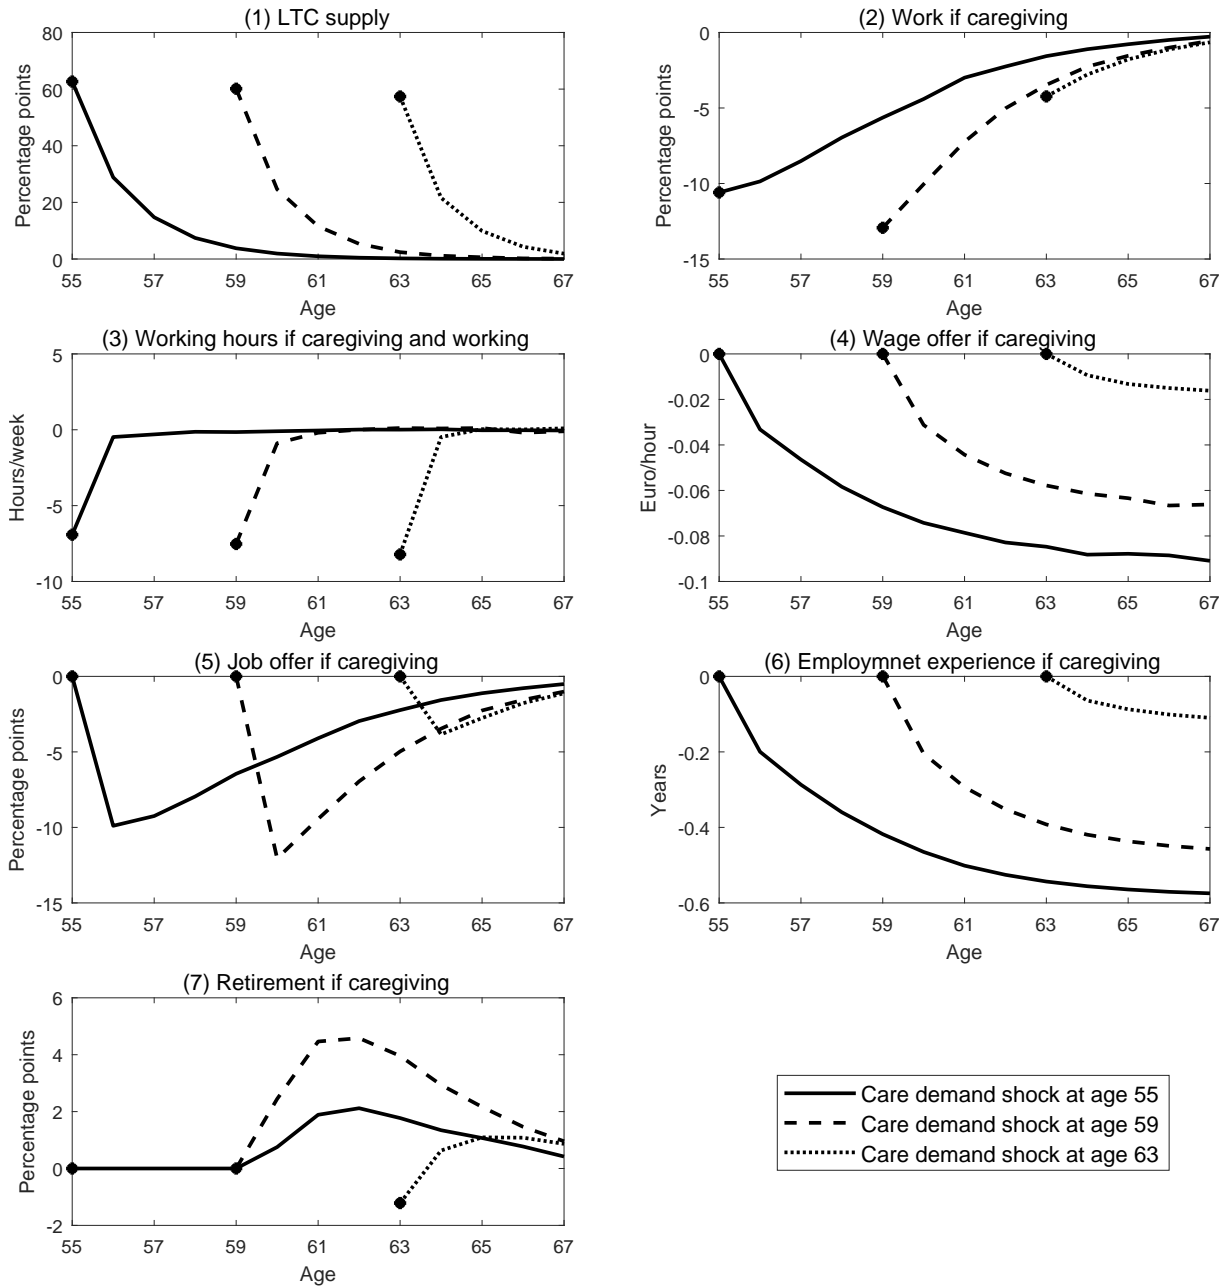 (1) LTC supply
80
60
40
20
0
Percentage points
55 57 59 61 63 65 67
Age
(2) Work if caregiving
0
-5
-10
-15
Percentage points
55 57 59 61 63 65 67
Age
(3) Working hours if caregiving and working
5
0
-5
-10
Hours/week
55 57 59 61 63 65 67
Age
(4) Wage offer if caregiving
0
-0.02
-0.04
-0.06
-0.08
-0.1
Euro/hour
55 57 59 61 63 65 67
Age
(5) Job offer if caregiving
0
-5
-10
-15
Percentage points
55 57 59 61 63 65 67
Age
(6) Employmnet experience if caregiving
0
-0.2
-0.4
-0.6
Years
55 57 59 61 63 65 67
Age
(7) Retirement if caregiving
6
4
2
0
-2
Percentage points
55 57 59 61 63 65 67
Age
Care demand shock at age 55
Care demand shock at age 59
Care demand shock at age 63